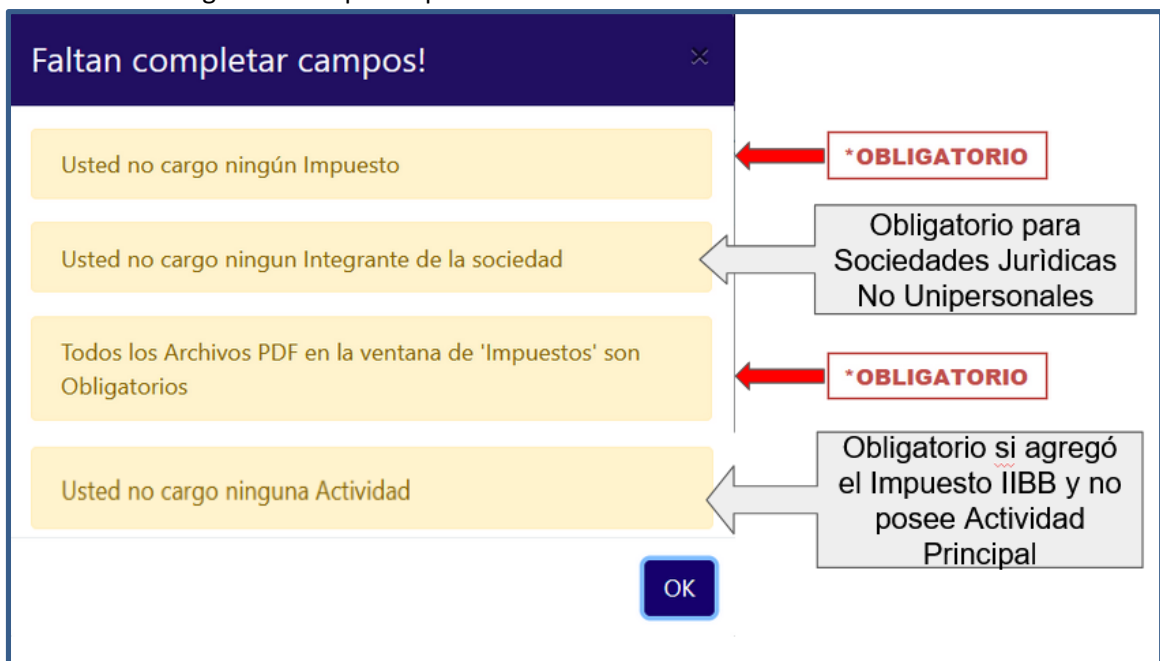 Faltan completar campos!
×
Usted no cargo ningún Impuesto
*OBLIGATORIO
Usted no cargo ningun Integrante de la sociedad
Obligatorio para
Sociedades Jurìdicas
No Unipersonales
Todos los Archivos PDF en la ventana de 'Impuestos' son
Obligatorios
*OBLIGATORIO
Usted no cargo ninguna Actividad
Obligatorio si agregó
el Impuesto IIBB y no
posee Actividad
Principal
OK